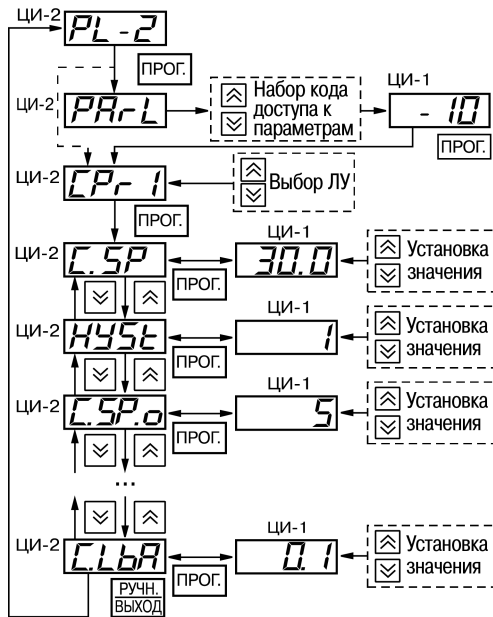 ЦИ-2 PL-2
ПРОГ.
ЦИ-2 PArL
Набор кода
доступа к
параметрам
ЦИ-1
- 10
ПРОГ.
ЦИ-2 CPr 1
Выбор ЛУ
ПРОГ.
ЦИ-2 C.SP
ПРОГ.
ЦИ-1
30.0
Установка
значения
ЦИ-2 HYSt
ПРОГ.
ЦИ-1
1
Установка
значения
ЦИ-2 C.SP.o
ПРОГ.
ЦИ-1
5
Установка
значения
...
ЦИ-2 C.LbA
ПРОГ.
ЦИ-1
0.1
Установка
значения
РУЧН.
ВЫХОД